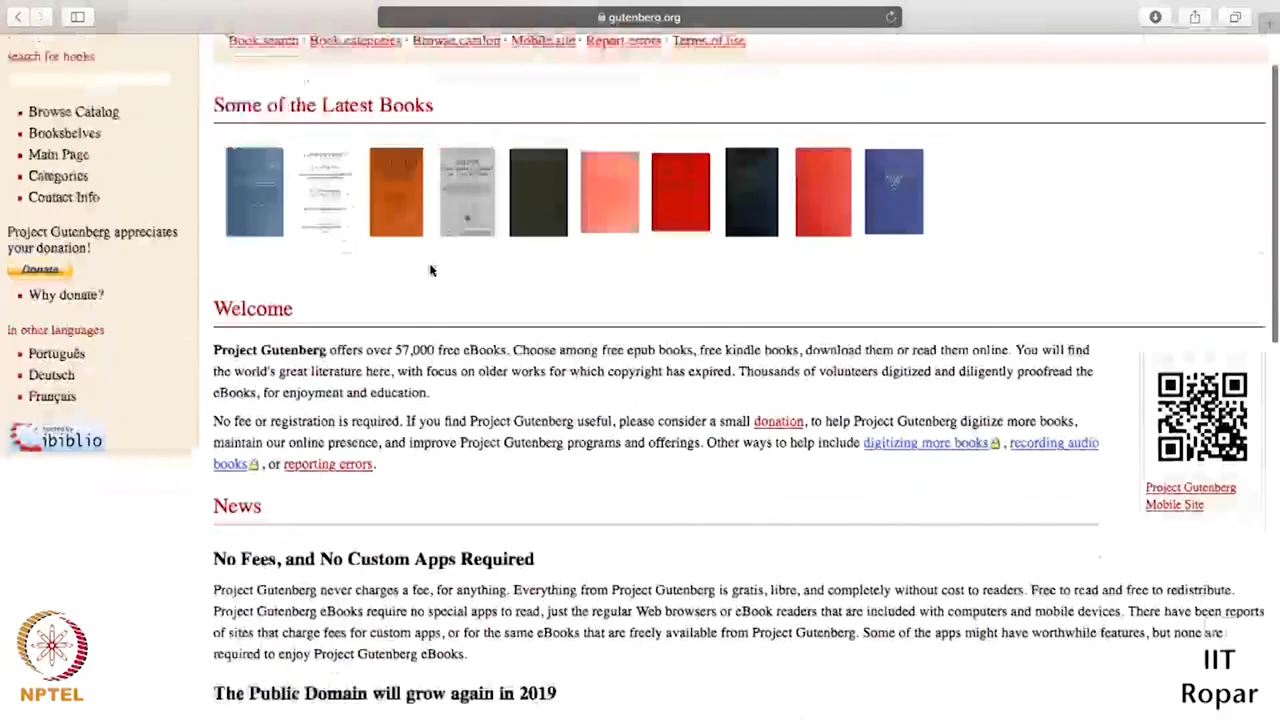 gutenberg.org
Book search · Book categories · Browse catalog · Mobile site · Report errors · Terms of use
search for books
Some of the Latest Books
Browse Catalog
Bookshelves
Main Page
Categories
Contact Info
Project Gutenberg appreciates
your donation!
Donate
Why donate?
in other languages
Português
Deutsch
Français
hosted by
ibiblio
Welcome
Project Gutenberg offers over 57,000 free eBooks. Choose among free epub books, free kindle books, download them or read them online. You will find
the world's great literature here, with focus on older works for which copyright has expired. Thousands of volunteers digitized and diligently proofread the
eBooks, for enjoyment and education.
No fee or registration is required. If you find Project Gutenberg useful, please consider a small donation, to help Project Gutenberg digitize more books,
maintain our online presence, and improve Project Gutenberg programs and offerings. Other ways to help include digitizing more books, recording audio
books, or reporting errors.
Project Gutenberg
Mobile Site
News
No Fees, and No Custom Apps Required
Project Gutenberg never charges a fee, for anything. Everything from Project Gutenberg is gratis, libre, and completely without cost to readers. Free to read and free to redistribute.
Project Gutenberg eBooks require no special apps to read, just the regular Web browsers or eBook readers that are included with computers and mobile devices. There have been reports
of sites that charge fees for custom apps, or for the same eBooks that are freely available from Project Gutenberg. Some of the apps might have worthwhile features, but none are
required to enjoy Project Gutenberg eBooks.
The Public Domain will grow again in 2019
NPTEL
IIT
Ropar